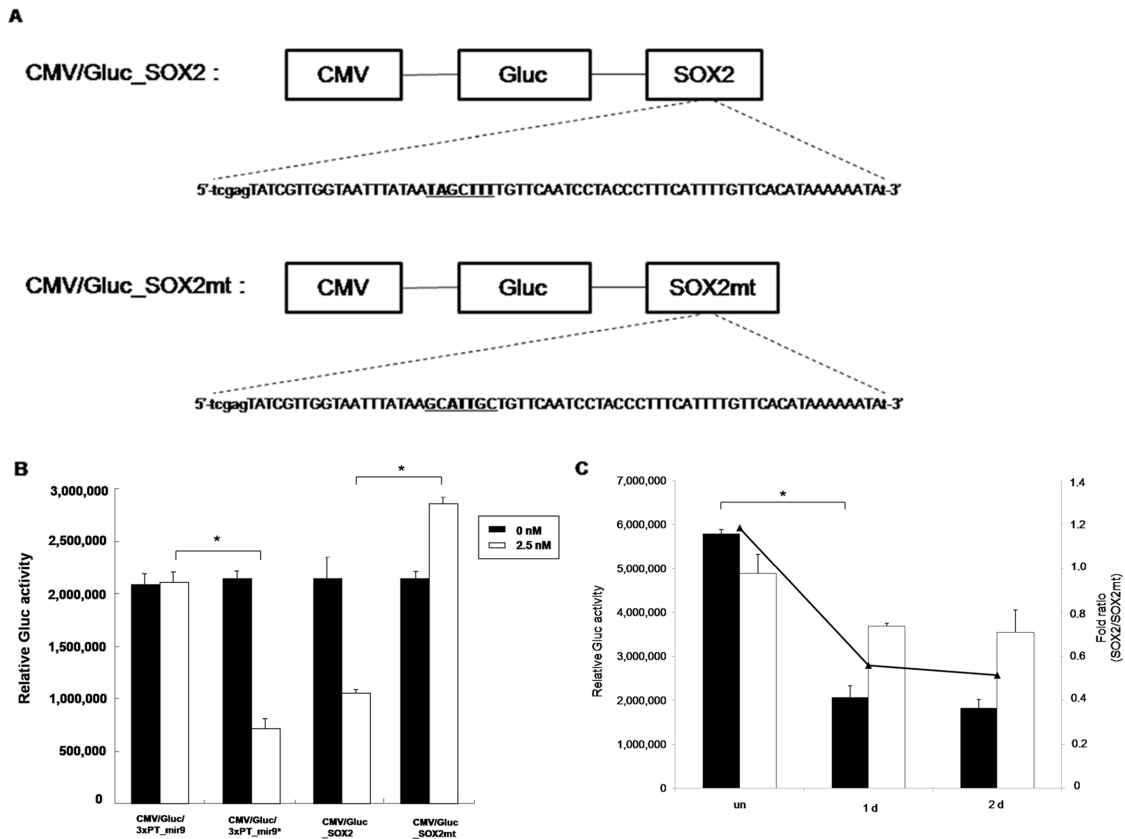 A
CMV/Gluc_SOX2 :
CMV
Gluc
SOX2
5'-tcgagTATCGTTGGTAATTTATAATAGCTTTTGTTCAATCCTACCCTTTCATTTTGTTCACATAAAAAATAt-3'
CMV/Gluc_SOX2mt :
CMV
Gluc
SOX2mt
5'-tcgagTATCGTTGGTAATTTATAAGCATTGCTGTTCAATCCTACCCTTTCATTTTGTTCACATAAAAAATAt-3'
B
Relative Gluc activity
3,000,000
2,500,000
2,000,000
1,500,000
1,000,000
500,000
0
*
*
0 nM
2.5 nM
CMV/Gluc/
3xPT_mir9
CMV/Gluc/
3xPT_mir9*
CMV/Gluc
_SOX2
CMV/Gluc
_SOX2mt
C
Relative Gluc activity
7,000,000
6,000,000
5,000,000
4,000,000
3,000,000
2,000,000
1,000,000
0
*
un
1 d
2 d
1.4
1.2
1.0
0.8
0.6
0.4
0.2
0
Fold ratio
(SOX2/SOX2mt)